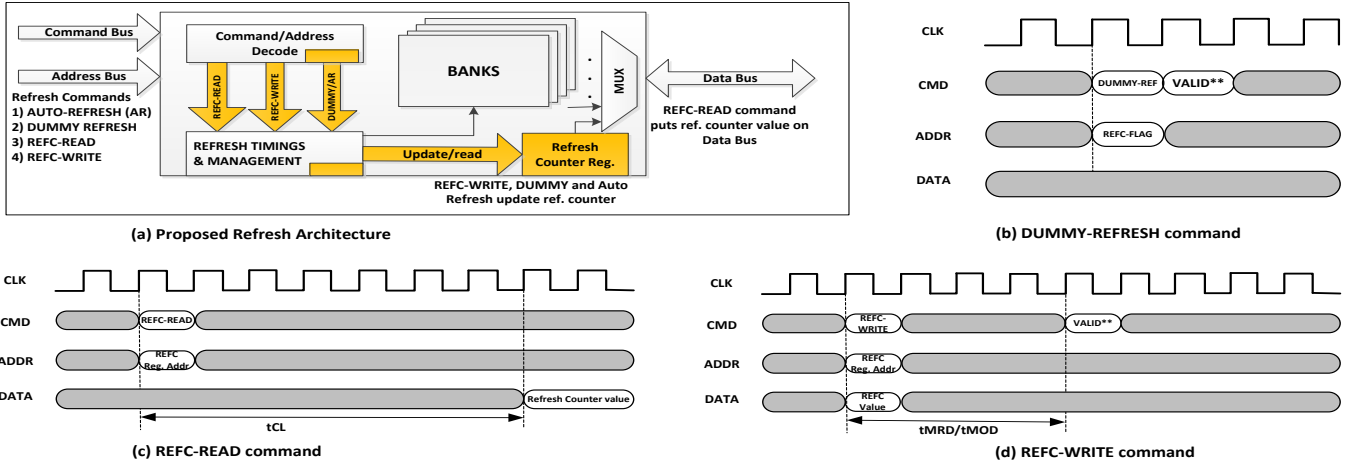 Command Bus
Address Bus
Refresh Commands
1) AUTO-REFRESH (AR)
2) DUMMY REFRESH
3) REFC-READ
4) REFC-WRITE
Command/Address
Decode
REFC-READ
REFC-WRITE
DUMMY/AR
REFRESH TIMINGS
& MANAGEMENT
BANKS
MUX
Update/read
Refresh
Counter Reg.
Data Bus
REFC-READ command
puts ref. counter value on
Data Bus
REFC-WRITE, DUMMY and Auto
Refresh update ref. counter
(a) Proposed Refresh Architecture
CLK
CMD
DUMMY-REF
VALID**
ADDR
REFC-FLAG
DATA
(b) DUMMY-REFRESH command
CLK
CMD
REFC-READ
ADDR
REFC
Reg. Addr
DATA
Refresh Counter value
tCL
(c) REFC-READ command
CLK
CMD
REFC-
WRITE
VALID**
ADDR
REFC
Reg. Addr
DATA
REFC
Value
tMRD/tMOD
(d) REFC-WRITE command